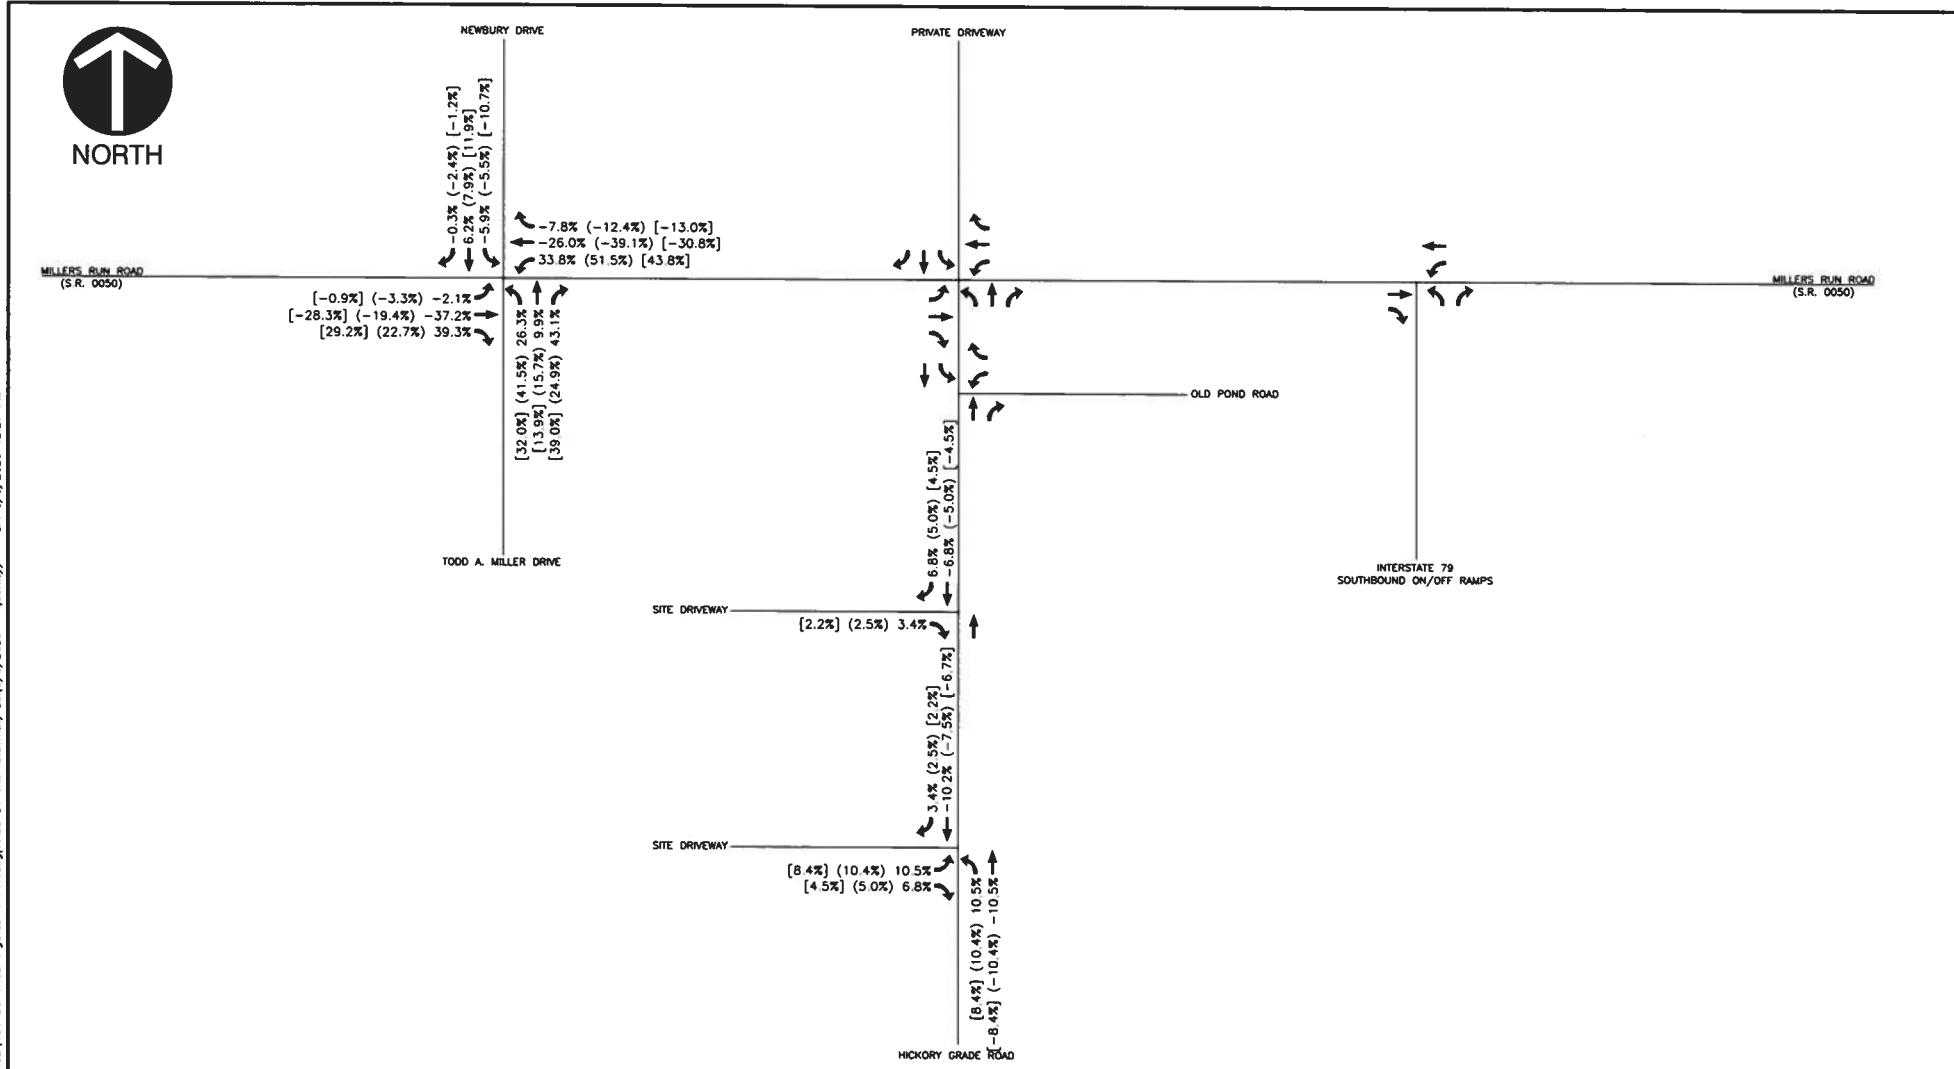 NORTH
NEWBURY DRIVE
PRIVATE DRIVEWAY
-0.3% (-2.4%) [-1.2%]
6.2% (7.9%) [11.9%]
-5.9% (-5.5%) [-10.7%]
-7.8% (-12.4%) [-13.0%]
-26.0% (-39.1%) [-30.8%]
33.8% (51.5%) [43.8%]
MILLERS RUN ROAD
(S.R. 0050)
MILLERS RUN ROAD
(S.R. 0050)
[-0.9%] (-3.3%) -2.1%
[-28.3%] (-19.4%) -37.2%
[29.2%] (22.7%) 39.3%
[32.0%] (41.5%) 26.3%
[13.9%] (15.7%) 9.9%
[39.0%] (24.9%) 43.1%
OLD POND ROAD
6.8% (5.0%) [4.5%]
-6.8% (-5.0%) [-4.5%]
TODD A. MILLER DRIVE
INTERSTATE 79
SOUTHBOUND ON/OFF RAMPS
SITE DRIVEWAY
[2.2%] (2.5%) 3.4%
3.4% (2.5%) [2.2%]
-10.2% (-7.5%) [-6.7%]
SITE DRIVEWAY
[8.4%] (10.4%) 10.5%
[4.5%] (5.0%) 6.8%
[8.4%] (10.4%) 10.5%
[-8.4%] (-10.4%) -10.5%
HICKORY GRADE ROAD